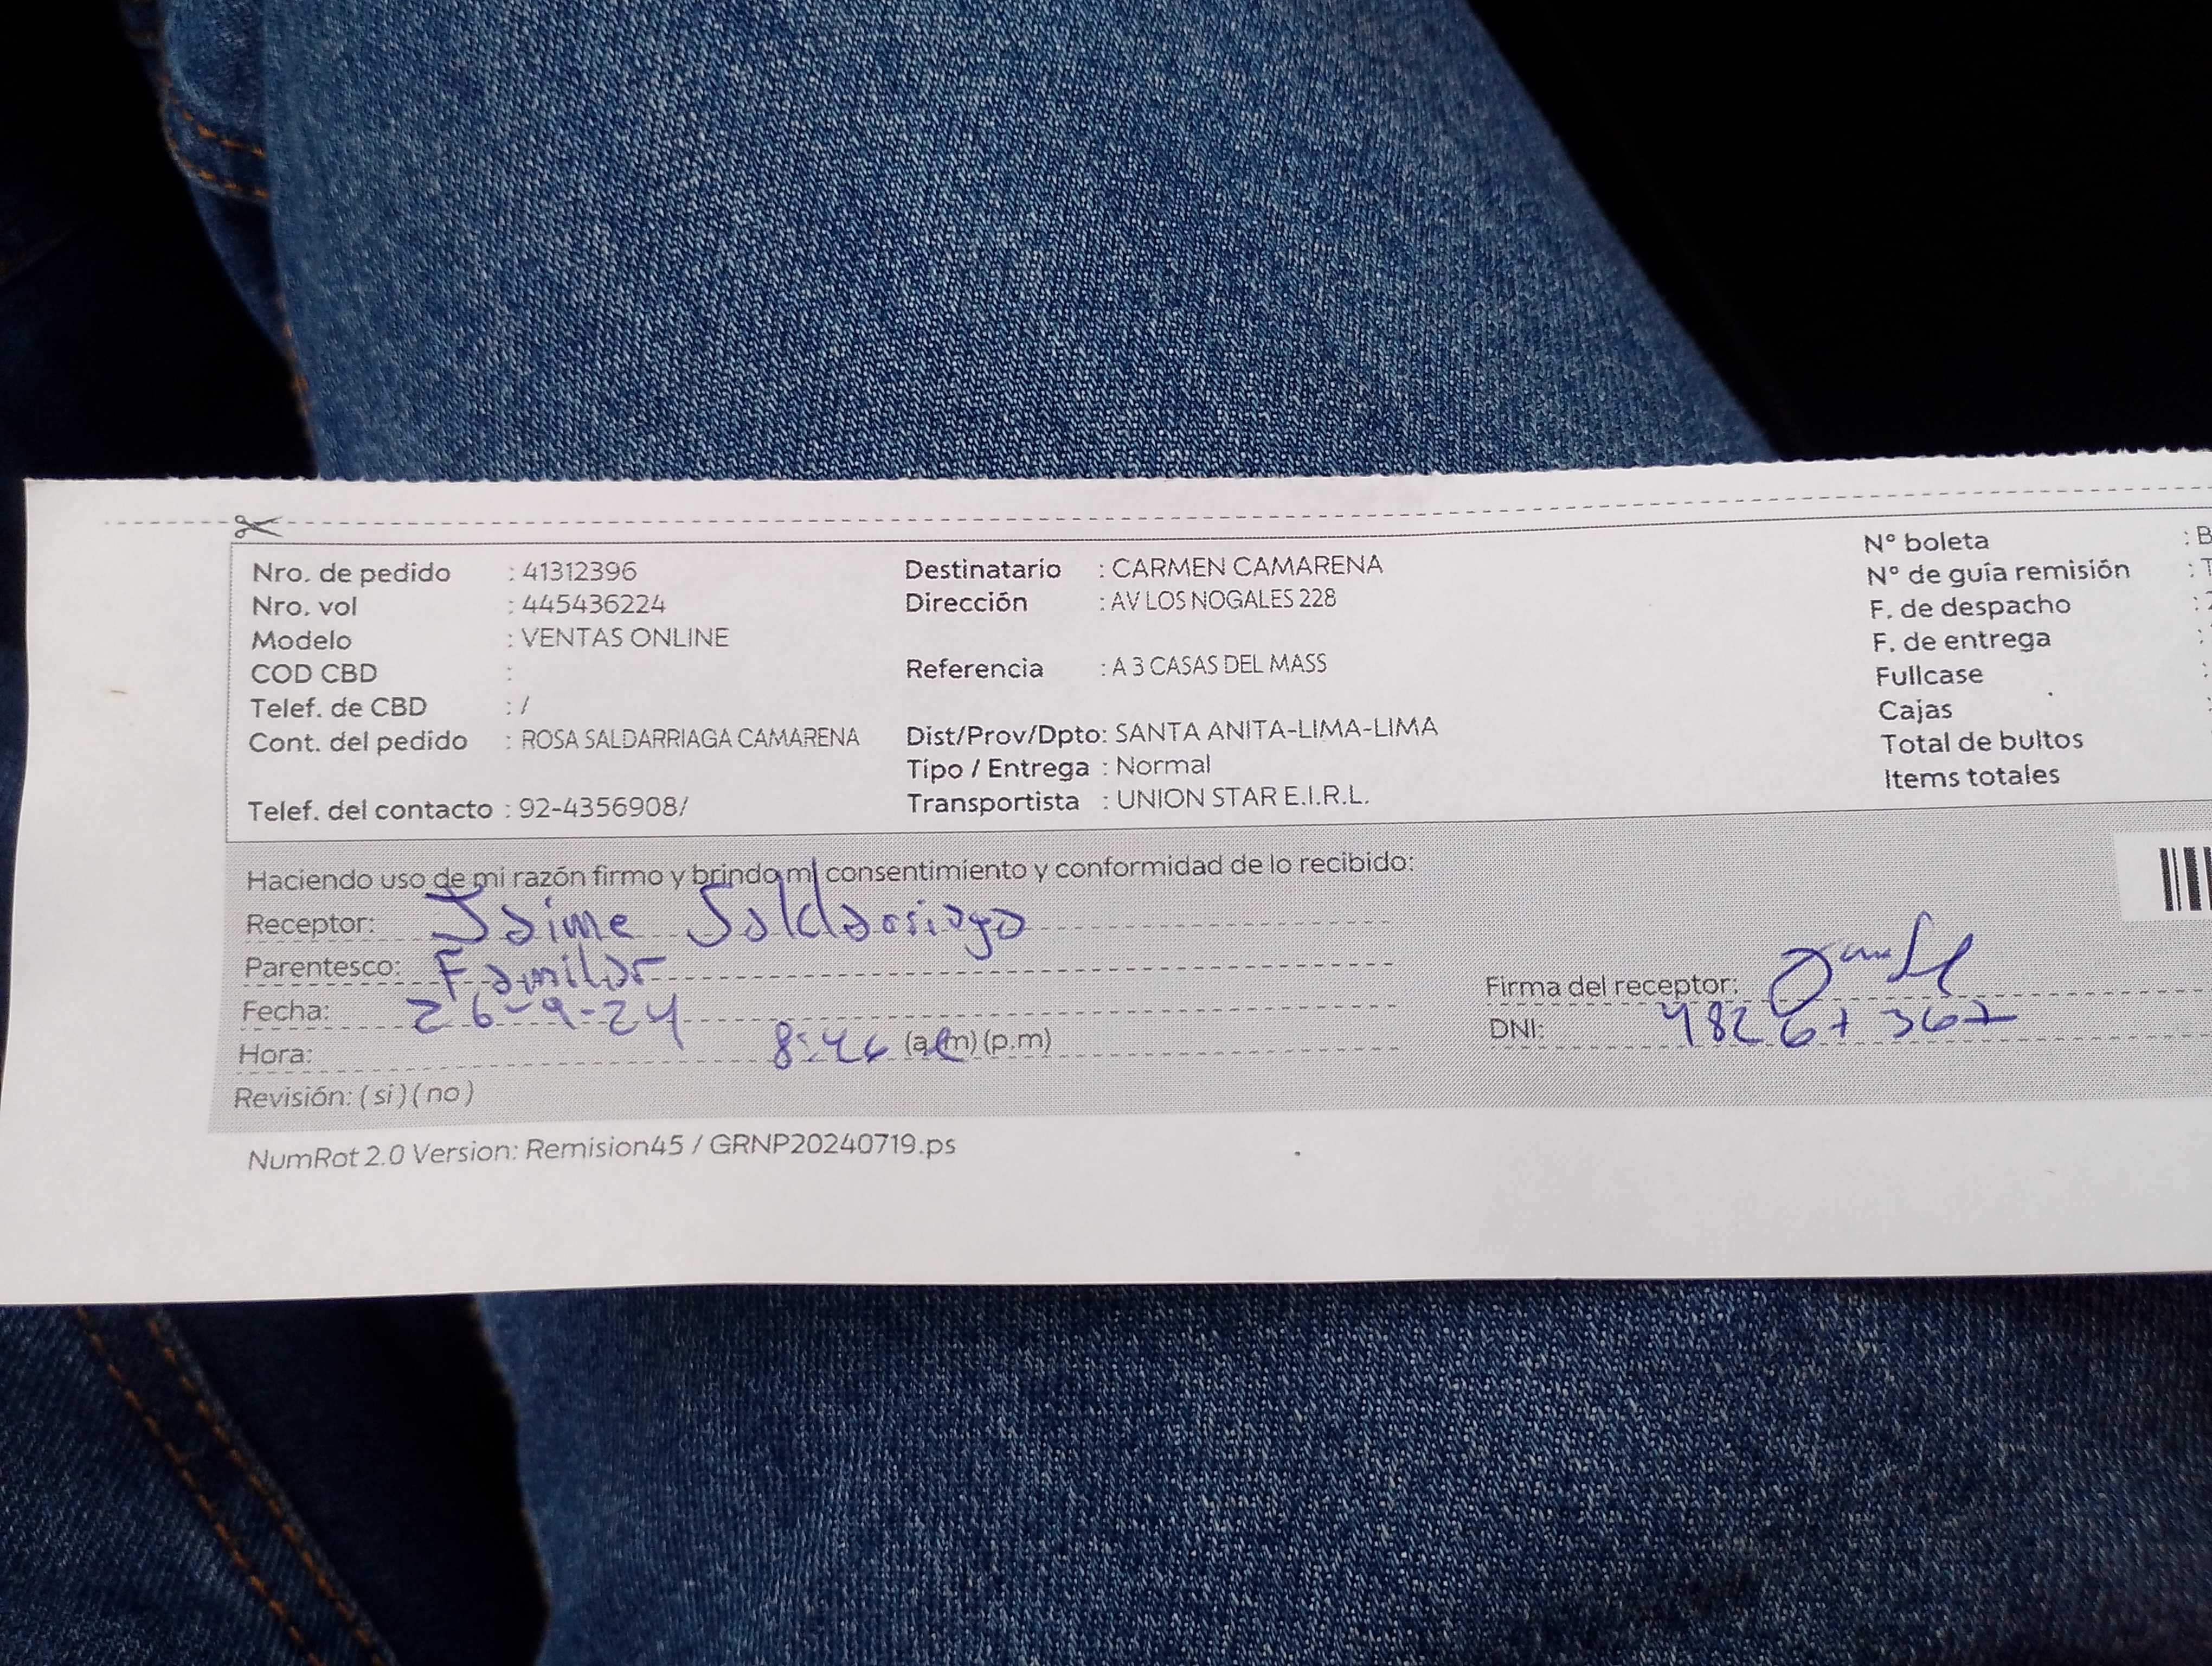 Nro. de pedido : 41312396
Nro. vol : 445436224
Modelo : VENTAS ONLINE
COD CBD :
Telef. de CBD : /
Cont. del pedido : ROSA SALDARRIAGA CAMARENA
Telef. del contacto : 92-4356908/
Destinatario : CARMEN CAMARENA
Dirección : AV LOS NOGALES 228
Referencia : A 3 CASAS DEL MASS
Dist/Prov/Dpto: SANTA ANITA-LIMA-LIMA
Tipo / Entrega : Normal
Transportista : UNION STAR E.I.R.L.
N° boleta : B
N° de guía remisión : T
F. de despacho :
F. de entrega :
Fullcase :
Cajas :
Total de bultos
Items totales
Haciendo uso de mi razón firmo y brindo mi consentimiento y conformidad de lo recibido:
Receptor: Jaime Saldarriaga
Parentesco: Familiar
Fecha: 26-9-24
Hora: 8:46 (a.m) (p.m)
Revisión: ( si ) ( no )
Firma del receptor:
DNI:
NumRot 2.0 Version: Remision45 / GRNP20240719.ps